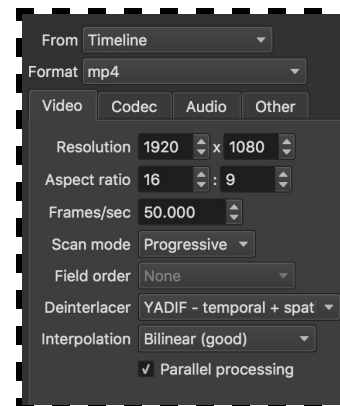 From Timeline
Format mp4
Video Codec Audio Other
Resolution 1920 x 1080
Aspect ratio 16 : 9
Frames/sec 50.000
Scan mode Progressive
Field order None
Deinterlacer YADIF - temporal + spat
Interpolation Bilinear (good)
Parallel processing